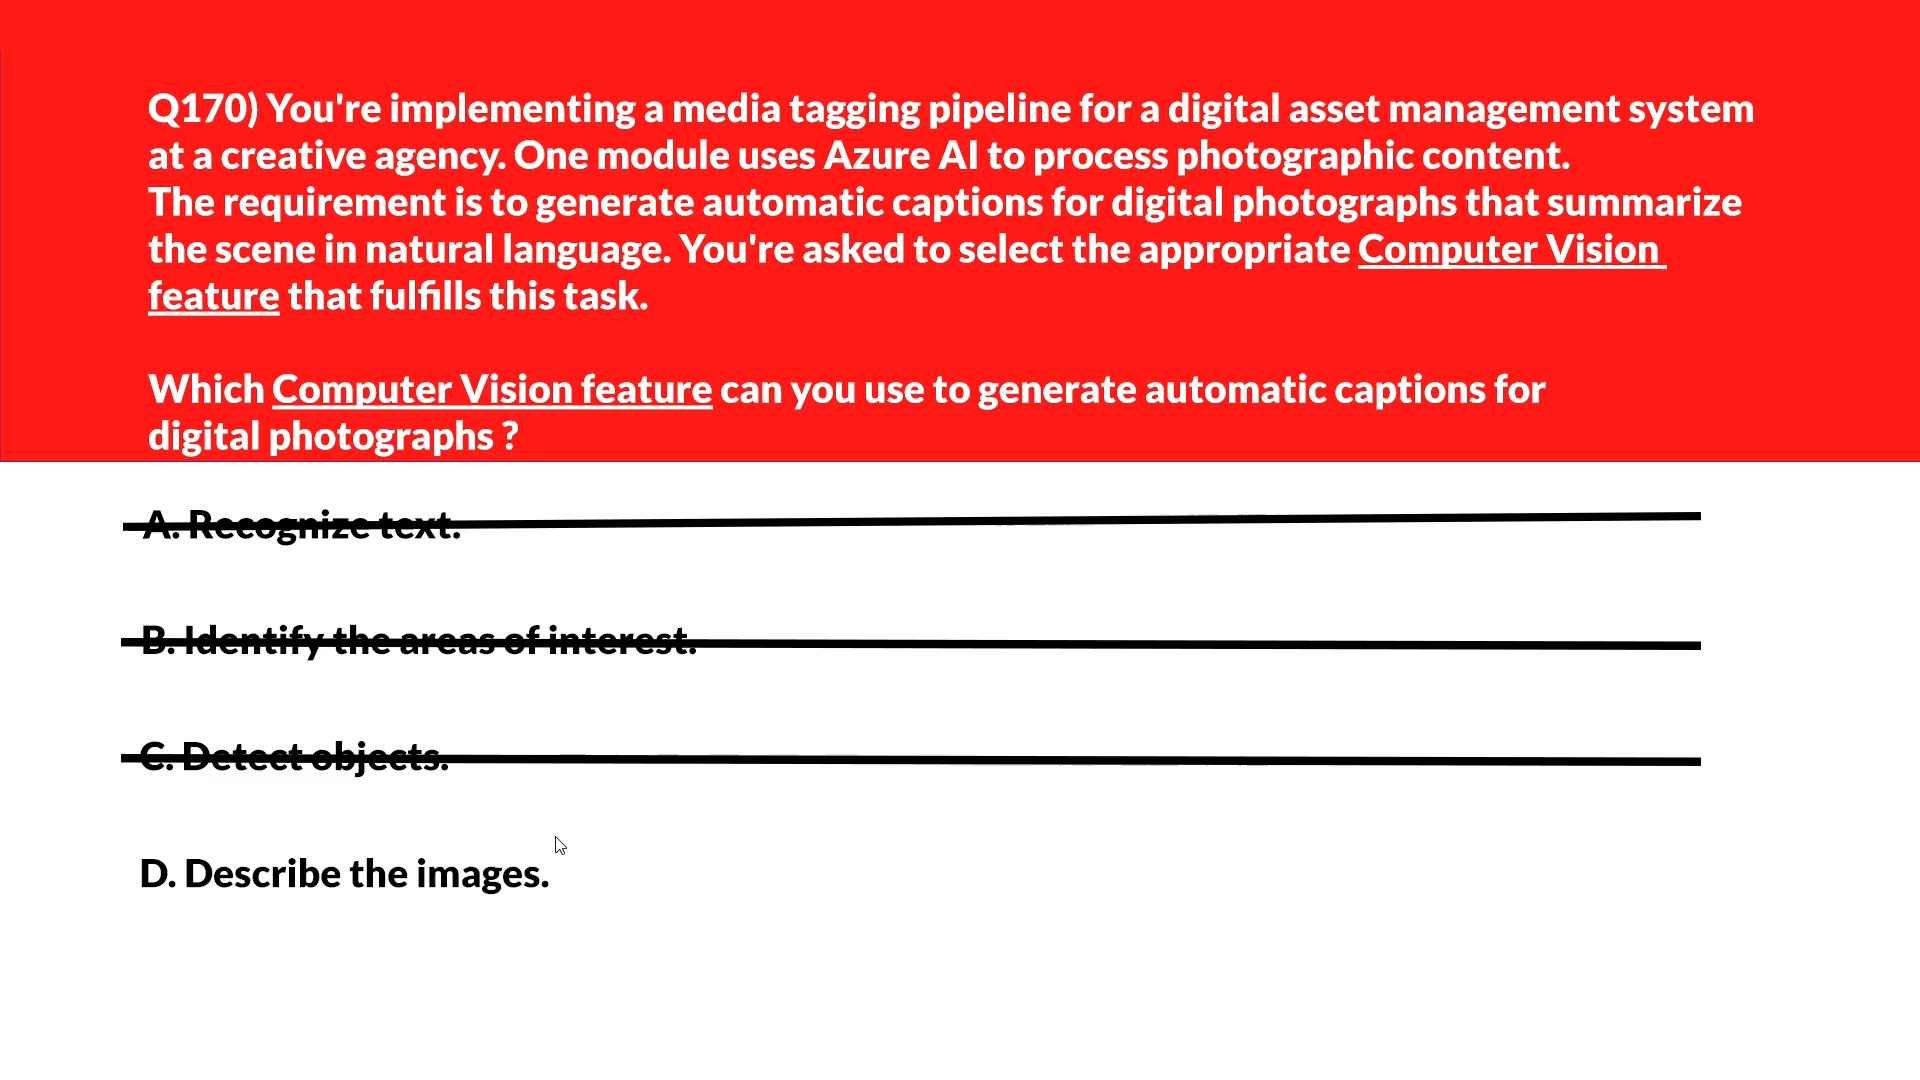 Q170) You're implementing a media tagging pipeline for a digital asset management system
at a creative agency. One module uses Azure AI to process photographic content.
The requirement is to generate automatic captions for digital photographs that summarize
the scene in natural language. You're asked to select the appropriate Computer Vision
feature that fulfills this task.
Which Computer Vision feature can you use to generate automatic captions for
digital photographs ?
A. Recognize text.
B. Identify the areas of interest.
C. Detect objects.
D. Describe the images.